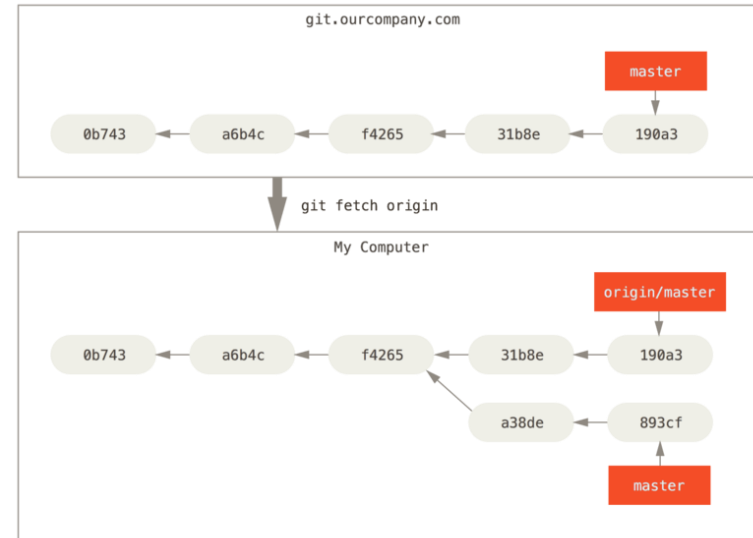 git.ourcompany.com
master
0b743 a6b4c f4265 31b8e 190a3
git fetch origin
My Computer
origin/master
0b743 a6b4c f4265 31b8e 190a3
a38de 893cf
master